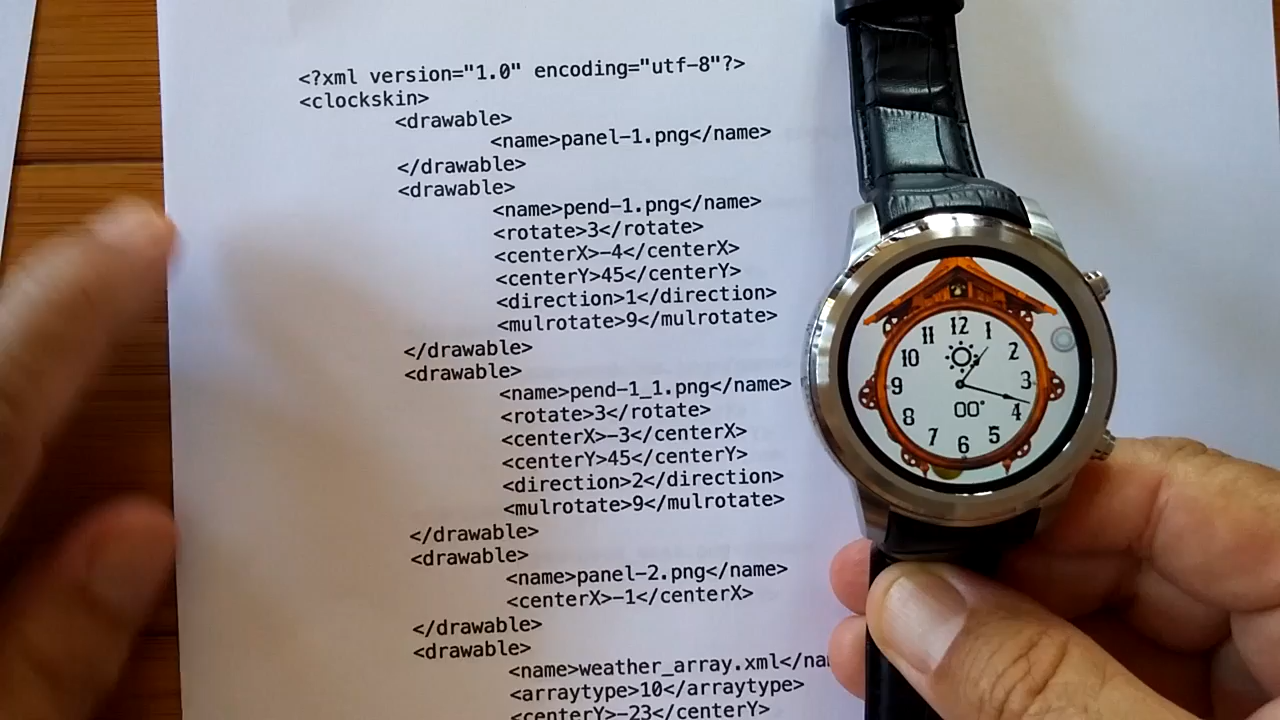 <?xml version="1.0" encoding="utf-8"?>
<clockskin>
<drawable>
<name>panel-1.png</name>
</drawable>
<drawable>
<name>pend-1.png</name>
<rotate>3</rotate>
<centerX>-4</centerX>
<centerY>45</centerY>
<direction>1</direction>
<mulrotate>9</mulrotate>
</drawable>
<drawable>
<name>pend-1_1.png</name>
<rotate>3</rotate>
<centerX>-3</centerX>
<centerY>45</centerY>
<direction>2</direction>
<mulrotate>9</mulrotate>
</drawable>
<drawable>
<name>panel-2.png</name>
<centerX>-1</centerX>
</drawable>
<drawable>
<name>weather_array.xml</na
<arraytype>10</arraytype>
<centerY>-23</centerY>
12
11 1
10 2
9 3
00°
8 4
7 5
6